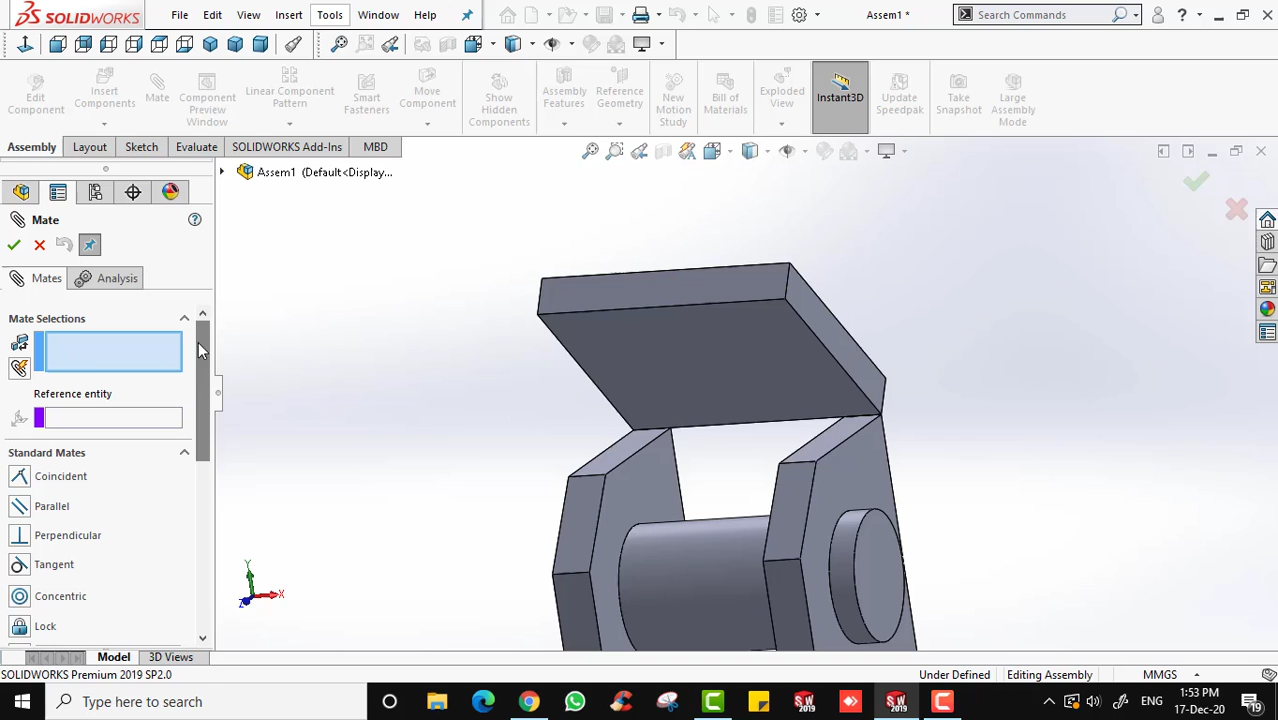 SOLIDWORKS File Edit View Insert Tools Window Help Assem1 * Search Commands
Edit Component
Insert Components
Mate
Component Preview Window
Linear Component Pattern
Smart Fasteners
Move Component
Show Hidden Components
Assembly Features
Reference Geometry
New Motion Study
Bill of Materials
Exploded View
Instant3D
Update Speedpak
Take Snapshot
Large Assembly Mode
Assembly Layout Sketch Evaluate SOLIDWORKS Add-Ins MBD
Assem1 (Default<Display...
Mate
Mates Analysis
Mate Selections
Reference entity
Standard Mates
Coincident
Parallel
Perpendicular
Tangent
Concentric
Lock
Y
X
Z
Model 3D Views
SOLIDWORKS Premium 2019 SP2.0 Under Defined Editing Assembly MMGS
Type here to search
ENG
1:53 PM
17-Dec-20
19